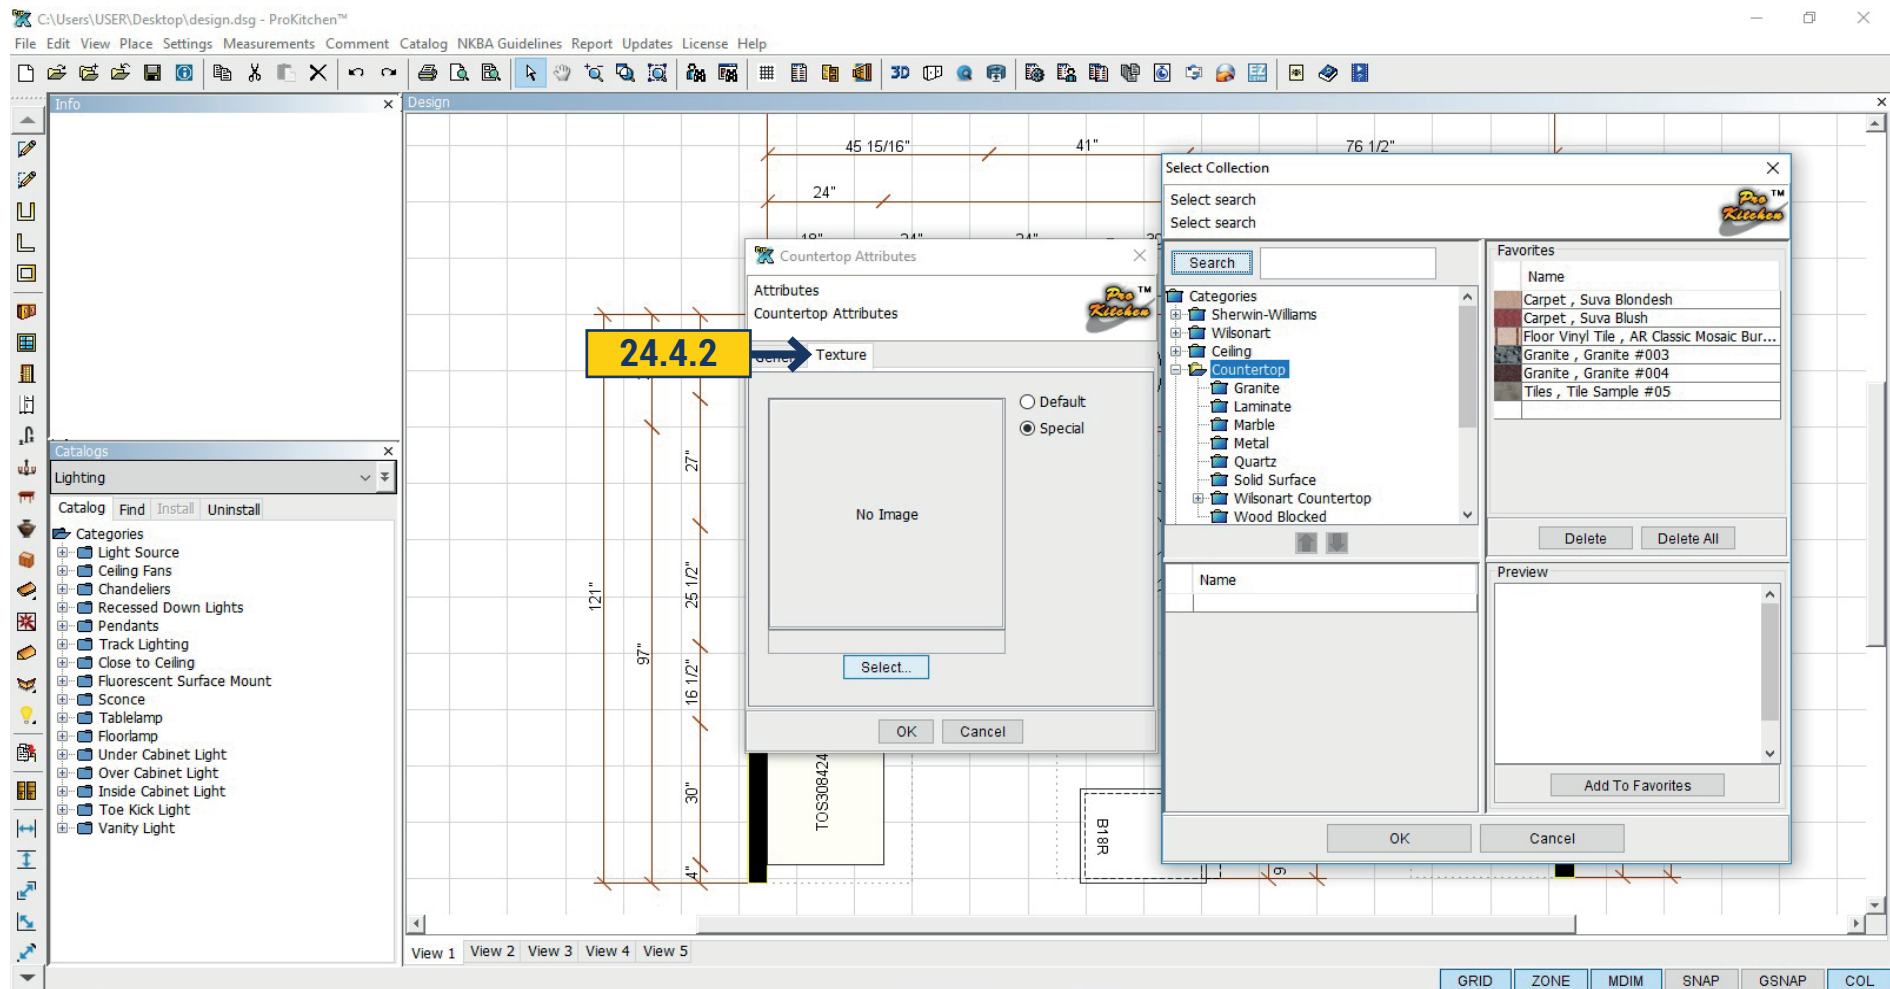 C:\Users\USER\Desktop\design.dsg - ProKitchen™
File Edit View Place Settings Measurements Comment Catalog NKBA Guidelines Report Updates License Help
3D
Info
Design
45 15/16"
41"
76 1/2"
24"
Catalogs
Lighting
Catalog Find Install Uninstall
Categories
Light Source
Ceiling Fans
Chandeliers
Recessed Down Lights
Pendants
Track Lighting
Close to Ceiling
Fluorescent Surface Mount
Sconce
Tablelamp
Floorlamp
Under Cabinet Light
Over Cabinet Light
Inside Cabinet Light
Toe Kick Light
Vanity Light
121"
97"
27"
25 1/2"
16 1/2"
30"
4"
TOS308424
B18R
Countertop Attributes
Attributes
Countertop Attributes
Pro Kitchen ™
24.4.2
Texture
Default
Special
No Image
Select...
OK Cancel
Select Collection
Select search
Select search
Pro Kitchen ™
Search
Categories
Sherwin-Williams
Wilsonart
Ceiling
Countertop
Granite
Laminate
Marble
Metal
Quartz
Solid Surface
Wilsonart Countertop
Wood Blocked
Name
Favorites
Name
Carpet , Suva Blondesh
Carpet , Suva Blush
Floor Vinyl Tile , AR Classic Mosaic Bur...
Granite , Granite #003
Granite , Granite #004
Tiles , Tile Sample #05
Delete Delete All
Preview
Add To Favorites
OK Cancel
View 1 View 2 View 3 View 4 View 5
GRID ZONE MDIM SNAP GSNAP COL